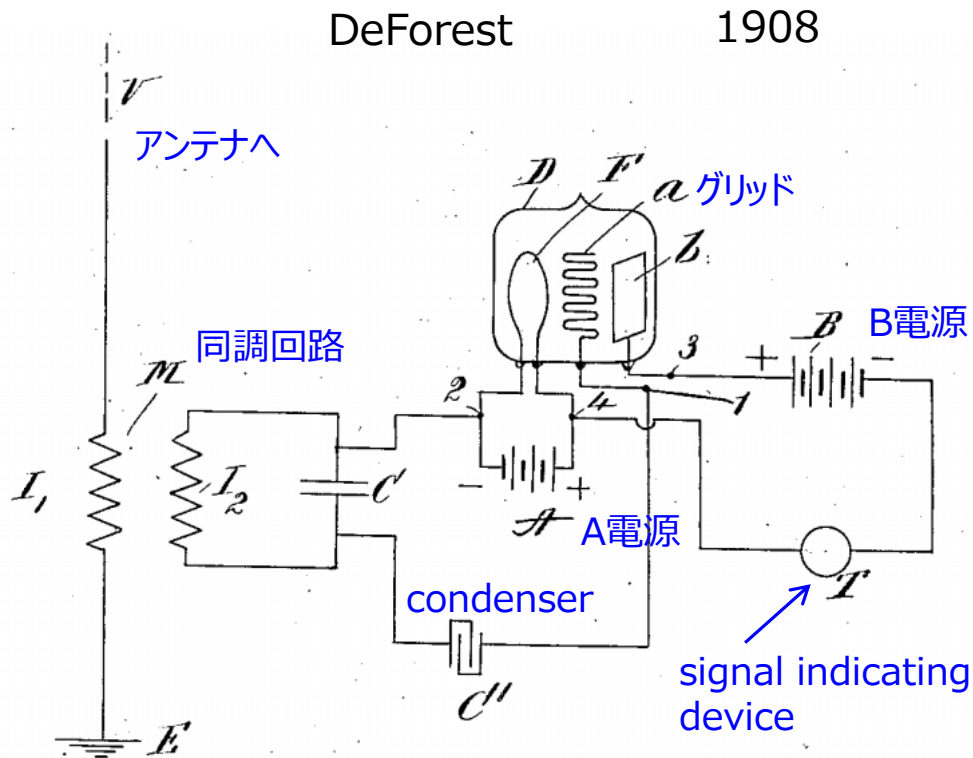 DeForest 1908
V
アンテナへ
D F a グリッド
b
同調回路
M
3 + B - B電源
2 4 1
I₁ I₂ C' - A + A電源
condenser
C"
T
signal indicating
device
E